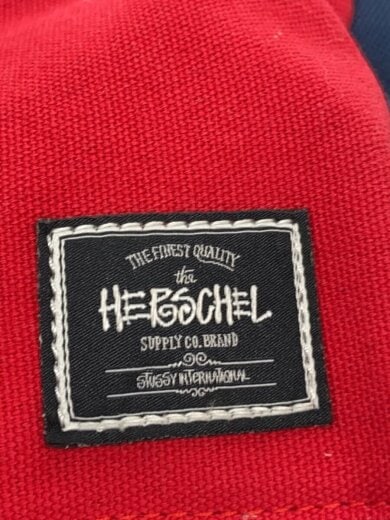 THE FINEST QUALITY
the
HERSCHEL
SUPPLY CO. BRAND
STUSSY INTERNATIONAL